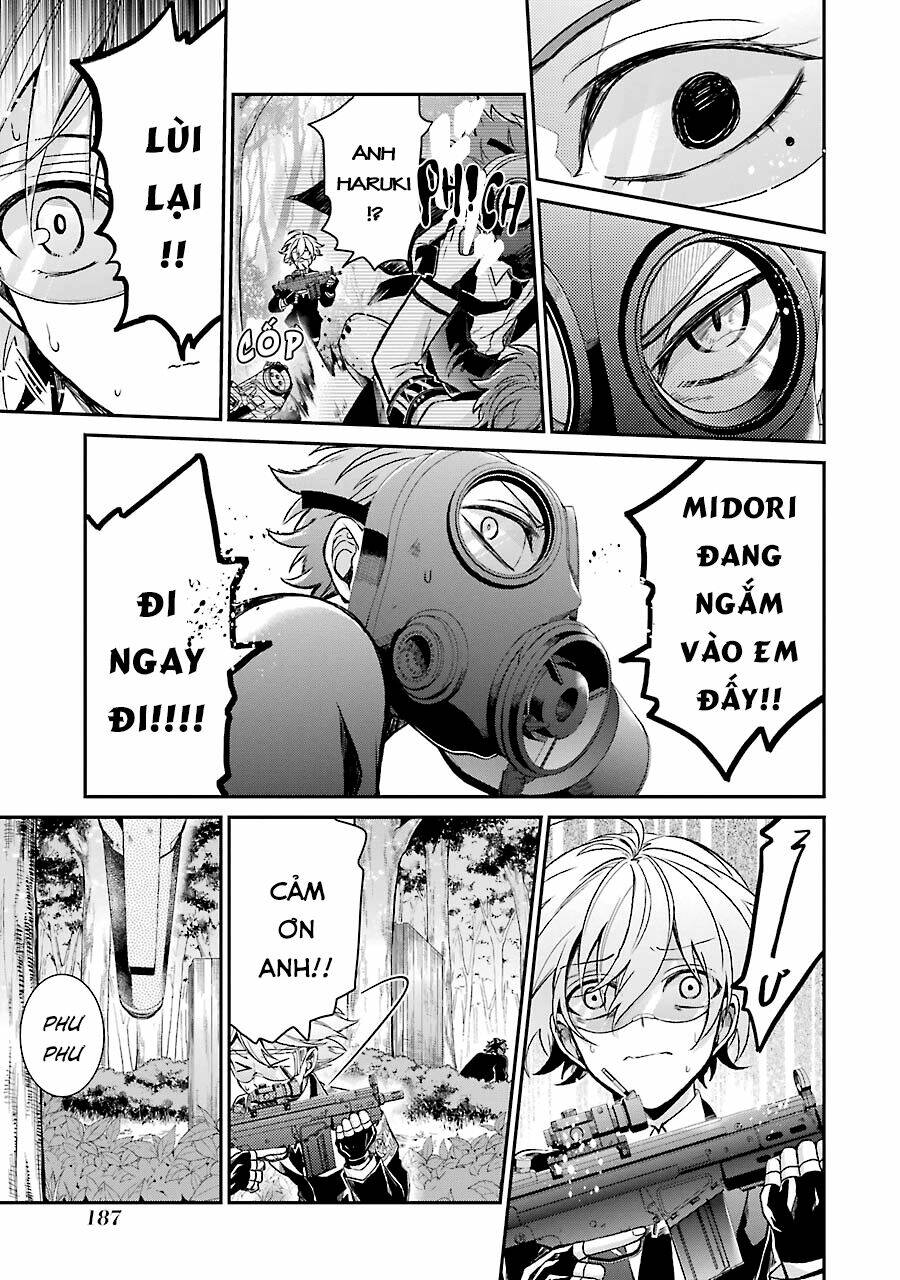 ANH
HARUKI
!?
PHỊCH
CỐP
LÙI
LẠI
!!
MIDORI
ĐANG
NGẮM
VÀO EM
ĐẤY!!
ĐI
NGAY
ĐI!!!!
Ư
CẢM
ƠN
ANH!!
PHU
PHU
187